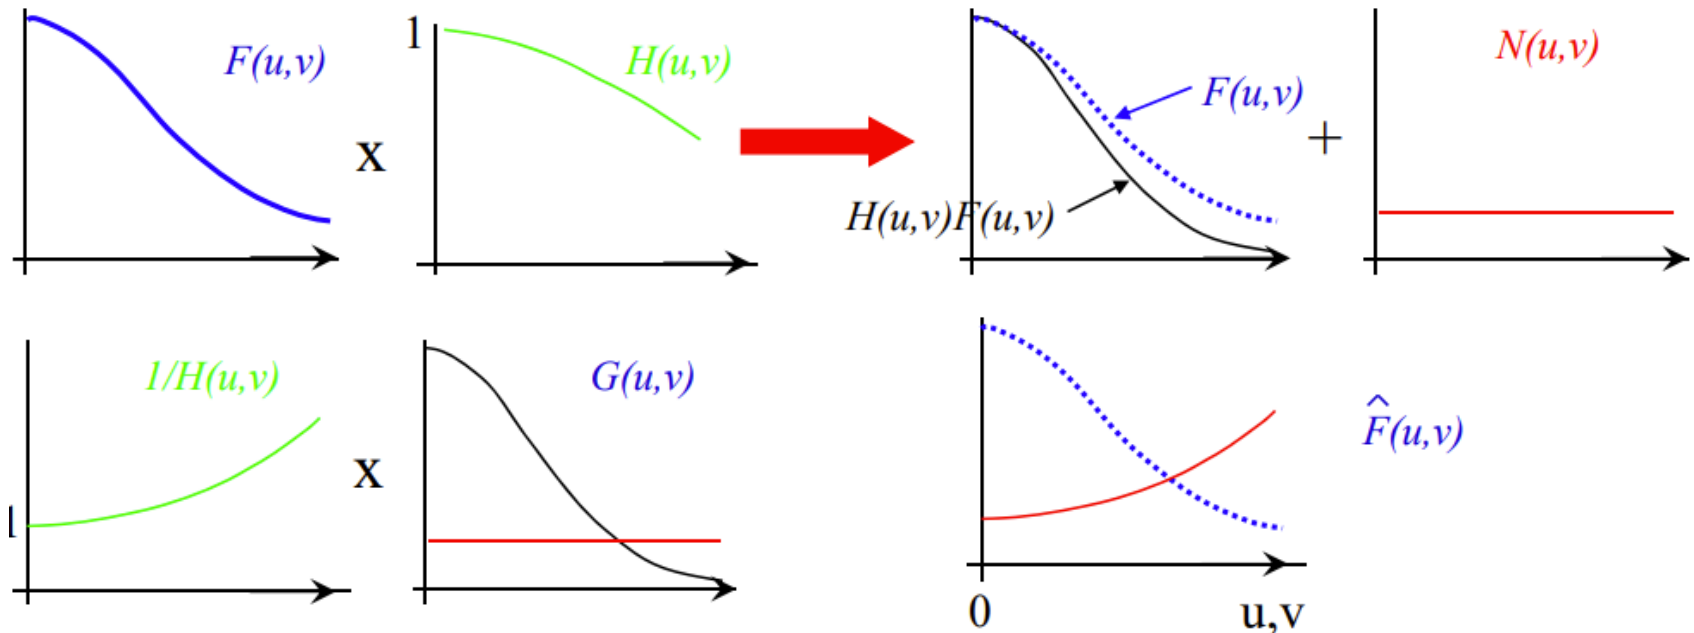 F(u,v)
x
1
H(u,v)
F(u,v)
H(u,v)F(u,v)
+
N(u,v)
1
1/H(u,v)
x
G(u,v)
F̂(u,v)
0
u,v